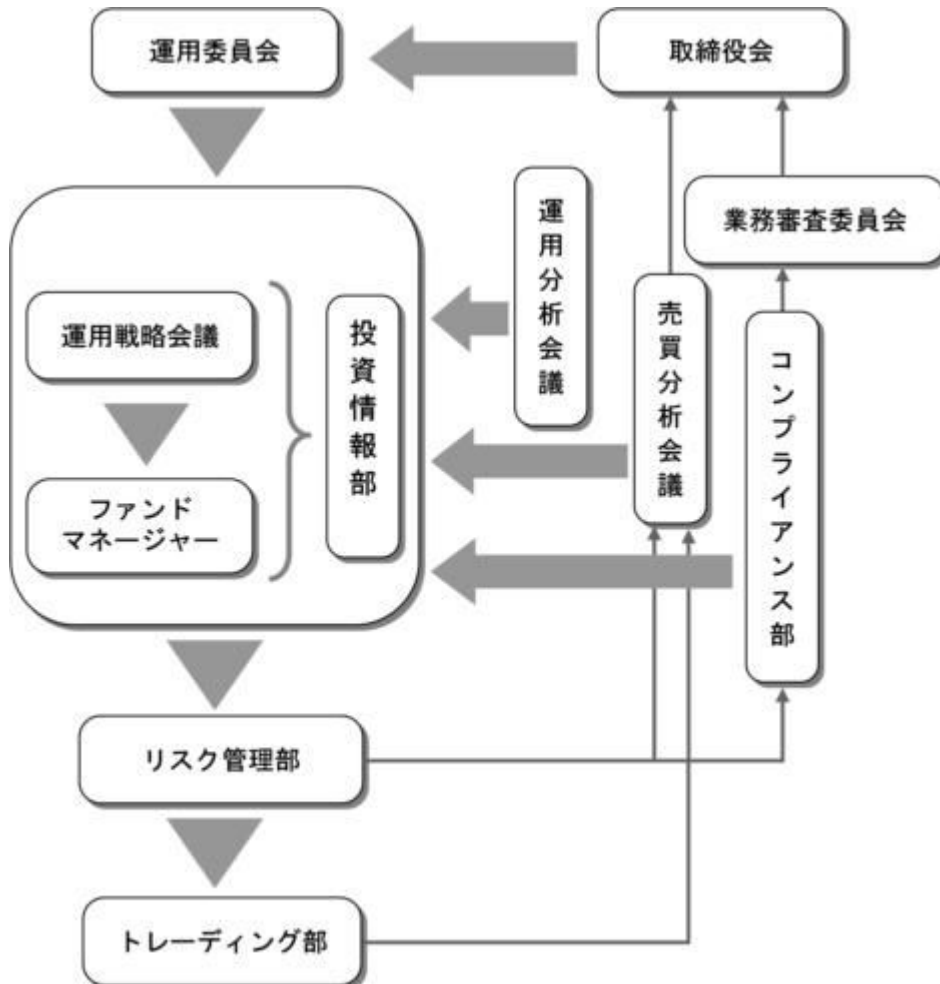 運用委員会
取締役会
業務審査委員会
運用分析会議
売買分析会議
コンプライアンス部
運用戦略会議
投資情報部
ファンド
マネージャー
リスク管理部
トレーディング部